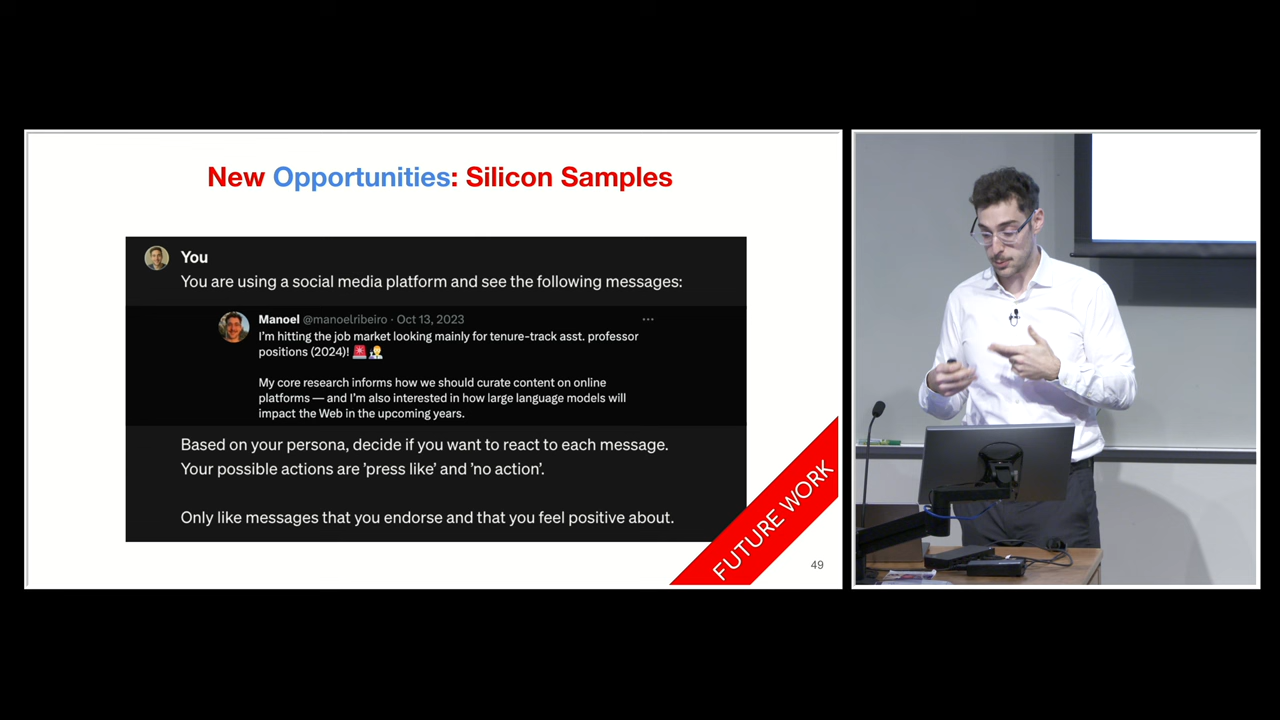 New Opportunities: Silicon Samples
You
You are using a social media platform and see the following messages:
Manoel @manoelribeiro · Oct 13, 2023
I'm hitting the job market looking mainly for tenure-track asst. professor
positions (2024)! 🚨 👨‍🏫
My core research informs how we should curate content on online
platforms — and I'm also interested in how large language models will
impact the Web in the upcoming years.
Based on your persona, decide if you want to react to each message.
Your possible actions are 'press like' and 'no action'.
Only like messages that you endorse and that you feel positive about.
FUTURE WORK
49